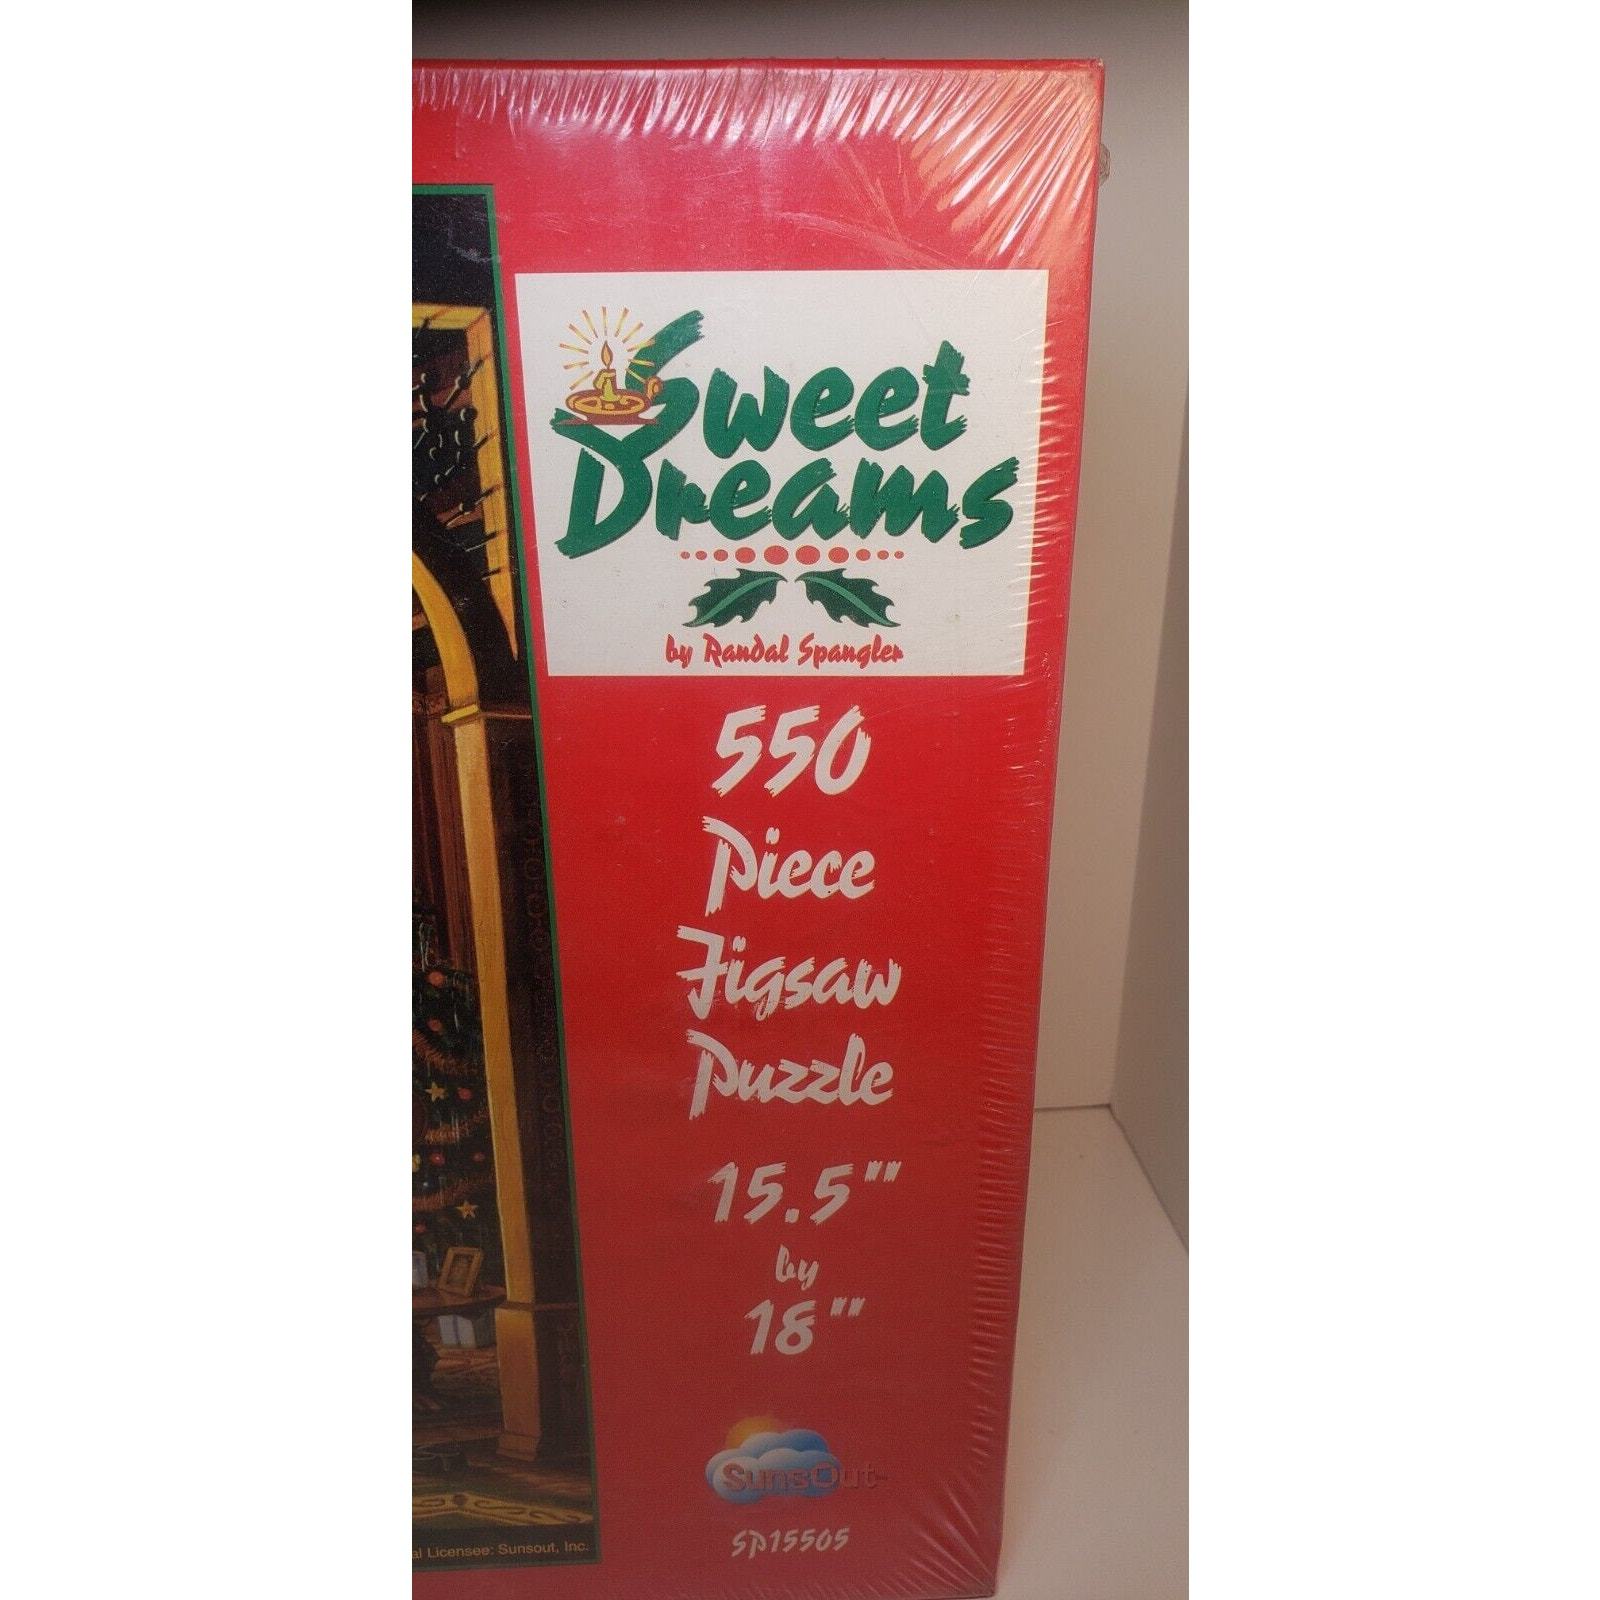 Sweet
Dreams
by Randal Spangler
550
Piece
Jigsaw
Puzzle
15.5""
by
18""
SunsOut
SP15505
al Licensee: Sunsout, Inc.